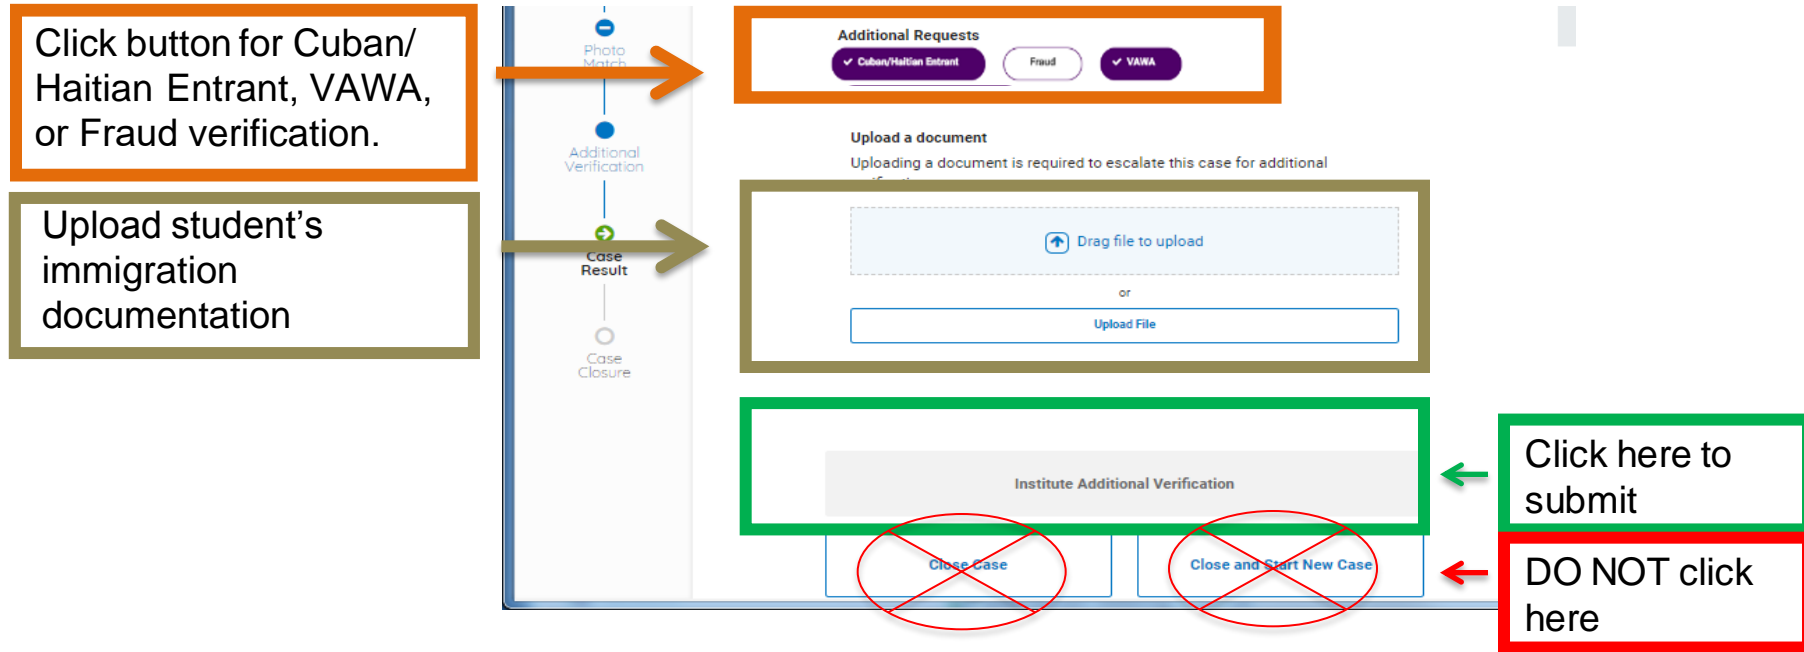 Click button for Cuban/
Haitian Entrant, VAWA,
or Fraud verification.
Upload student’s
immigration
documentation
Photo
Match
Additional
Verification
Case
Result
Case
Closure
Additional Requests
✓ Cuban/Haitian Entrant
Fraud
✓ VAWA
Upload a document
Uploading a document is required to escalate this case for additional
Drag file to upload
or
Upload File
Institute Additional Verification
Close Case
Close and Start New Case
Click here to
submit
DO NOT click
here